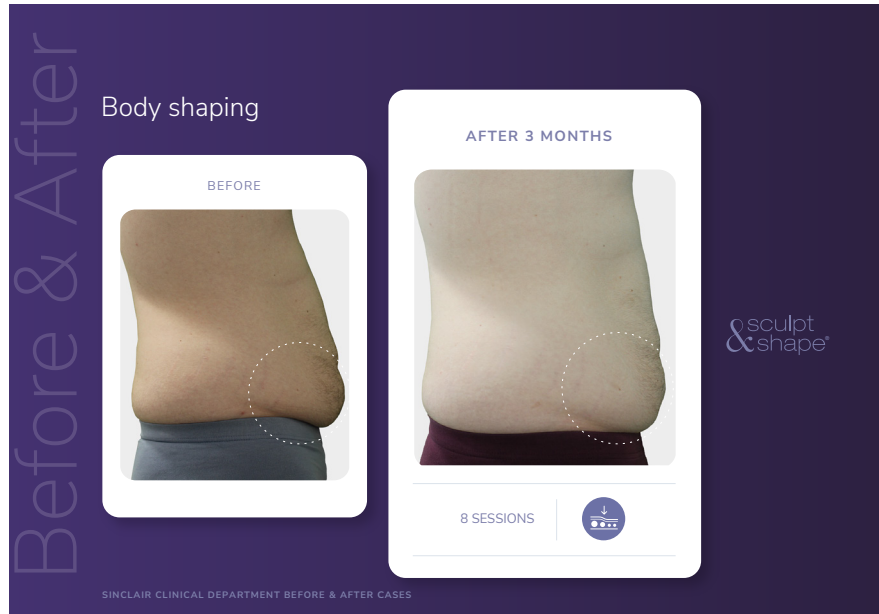 Before & After
Body shaping
BEFORE
AFTER 3 MONTHS
8 SESSIONS
sculpt
& shape®
SINCLAIR CLINICAL DEPARTMENT BEFORE & AFTER CASES